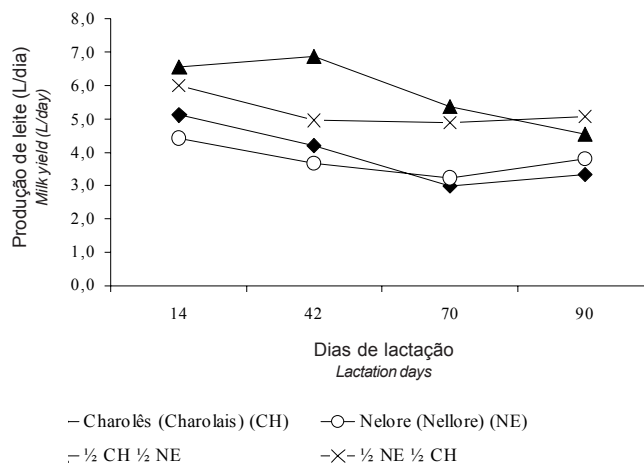 Produção de leite (L/dia)
Milk yield (L/day)
8,0
7,0
6,0
5,0
4,0
3,0
2,0
1,0
0,0
14 42 70 90
Dias de lactação
Lactation days
Charolês (Charolais) (CH) Nelore (Nellore) (NE)
½ CH ½ NE ½ NE ½ CH